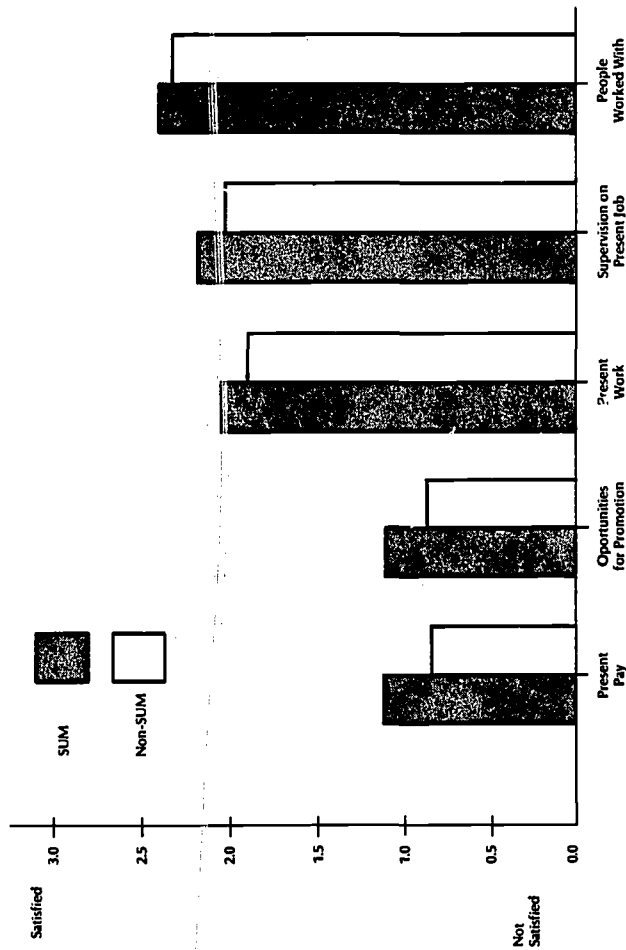 Satisfied
3.0
2.5
2.0
1.5
1.0
0.5
0.0
Not
Satisfied
SUM
Non-SUM
Present
Pay
Oportunities
for Promotion
Present
Work
Supervision on
Present Job
People
Worked With